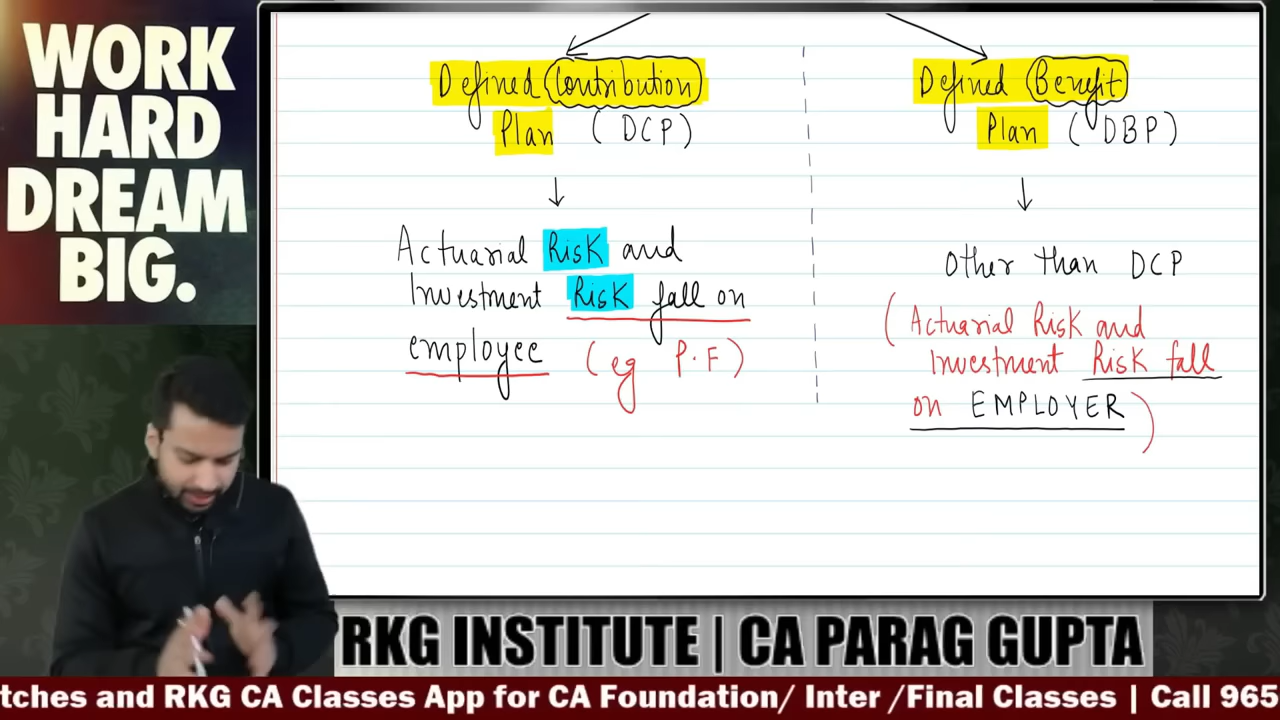 WORK
HARD
DREAM
BIG.
Defined Contribution
Plan (DCP)
Actuarial Risk and
Investment Risk fall on
employee (eg P.F)
Defined Benefit
Plan (DBP)
Other than DCP
(Actuarial Risk and
Investment Risk fall
on EMPLOYER)
RKG INSTITUTE | CA PARAG GUPTA
tches and RKG CA Classes App for CA Foundation/ Inter /Final Classes | Call 965